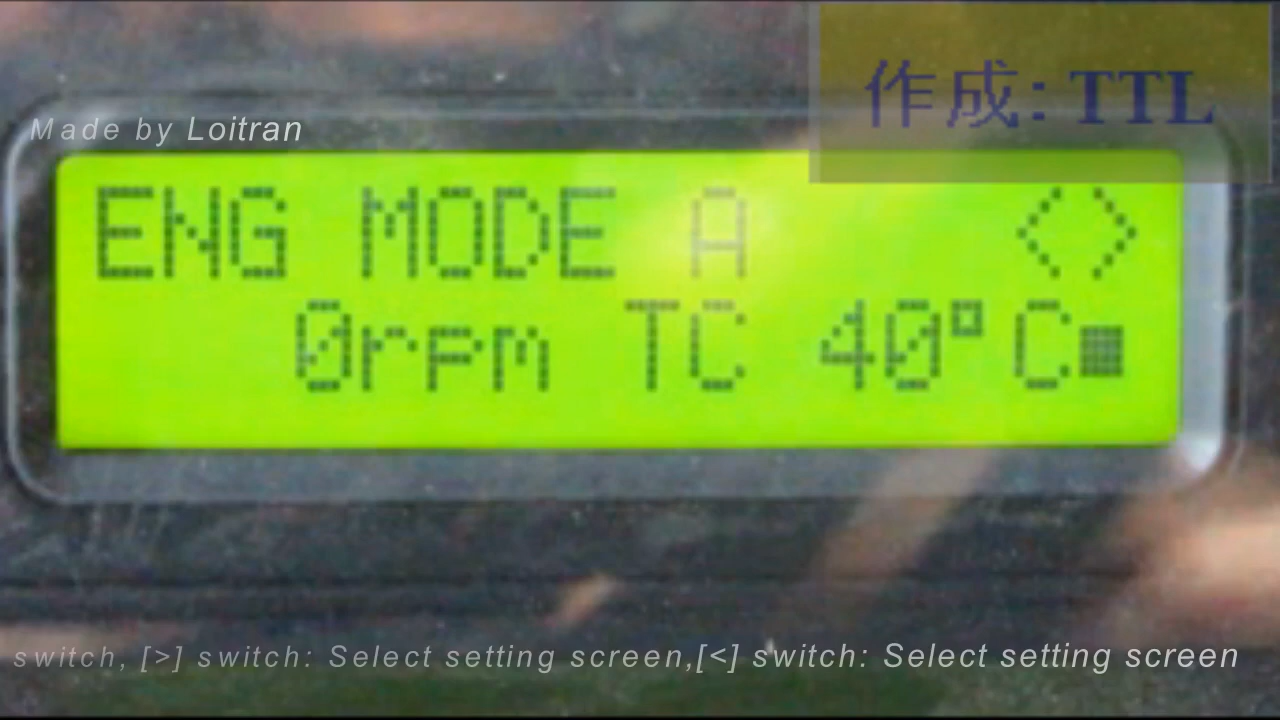 作成: TTL
Made by Loitran
ENG MODE A <>
0rpm TC 40°C
switch, [>] switch: Select setting screen,[<] switch: Select setting screen